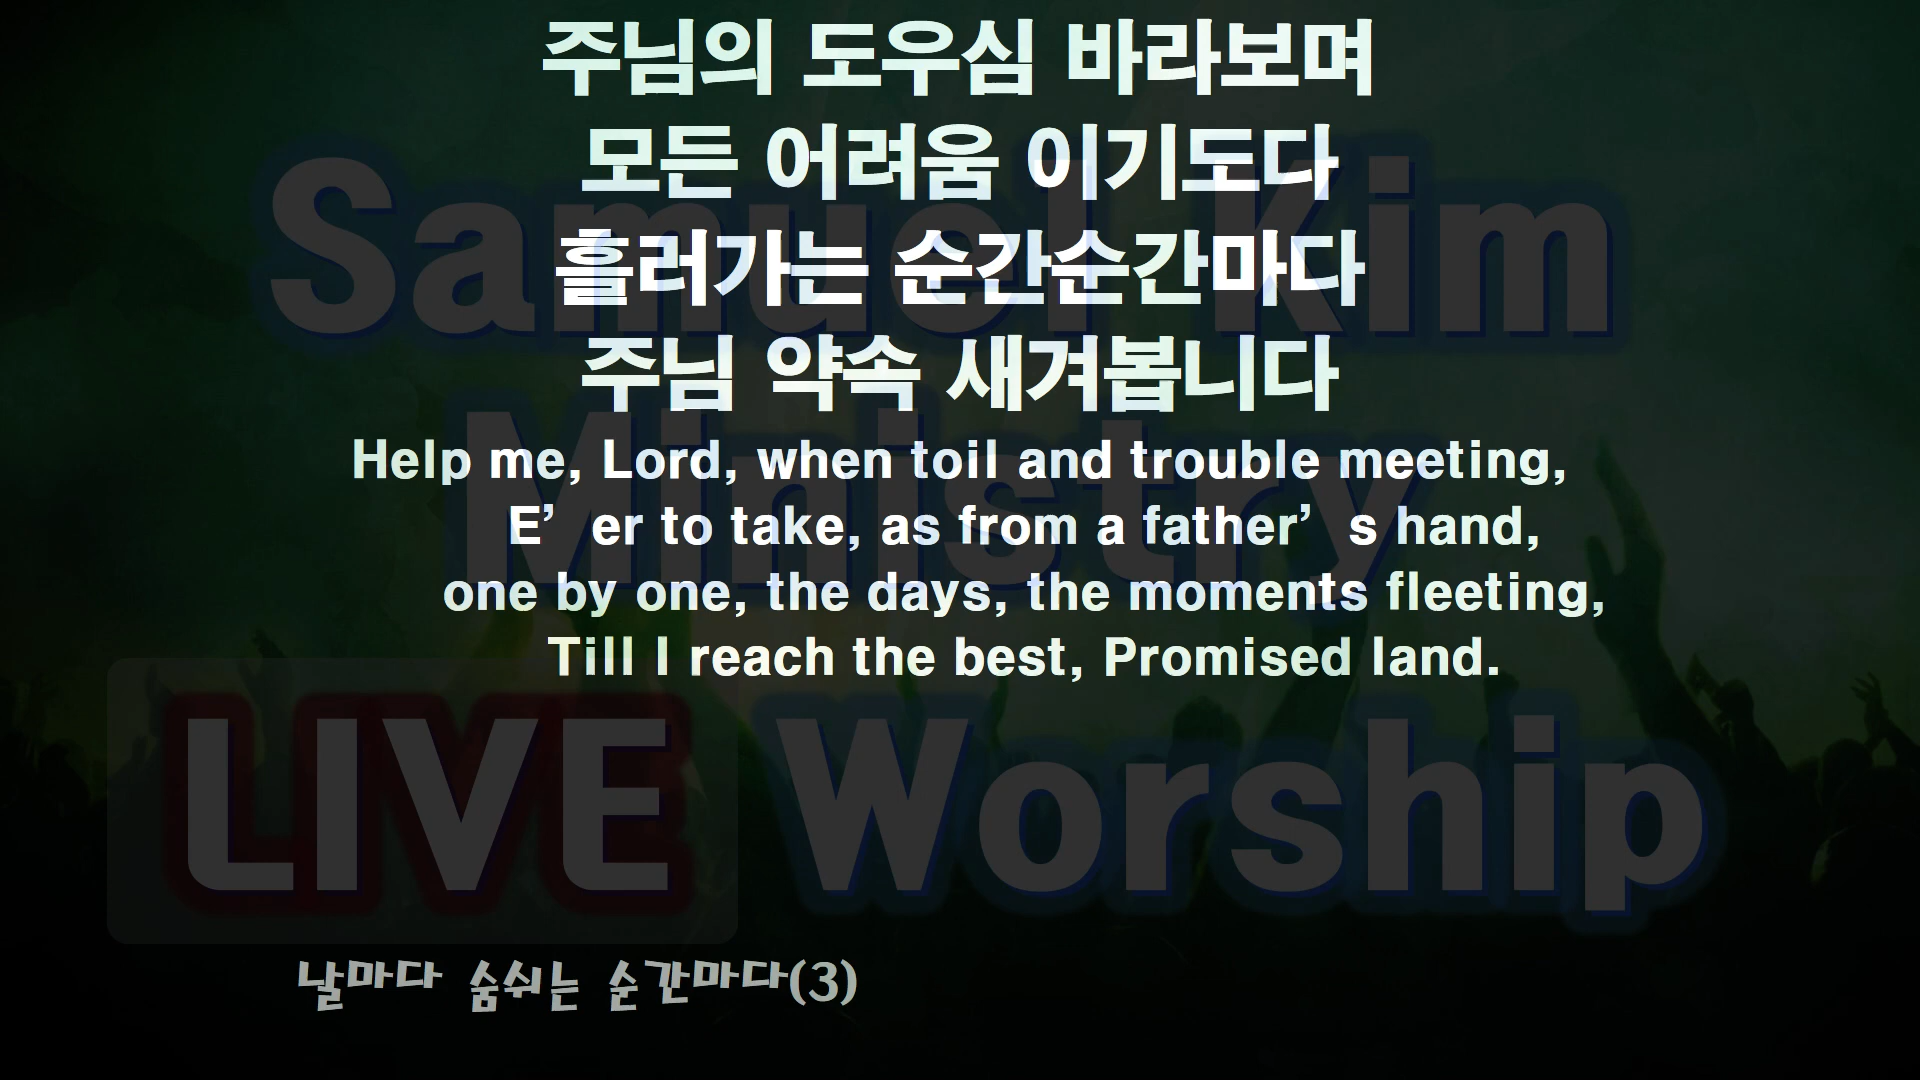 주님의 도우심 바라보며
모든 어려움 이기도다
흘러가는 순간순간마다
주님 약속 새겨봅니다
Help me, Lord, when toil and trouble meeting,
E’er to take, as from a father’s hand,
one by one, the days, the moments fleeting,
Till I reach the best, Promised land.
Samuel Kim
Ministry
LIVE Worship
날마다 숨쉬는 순간마다(3)